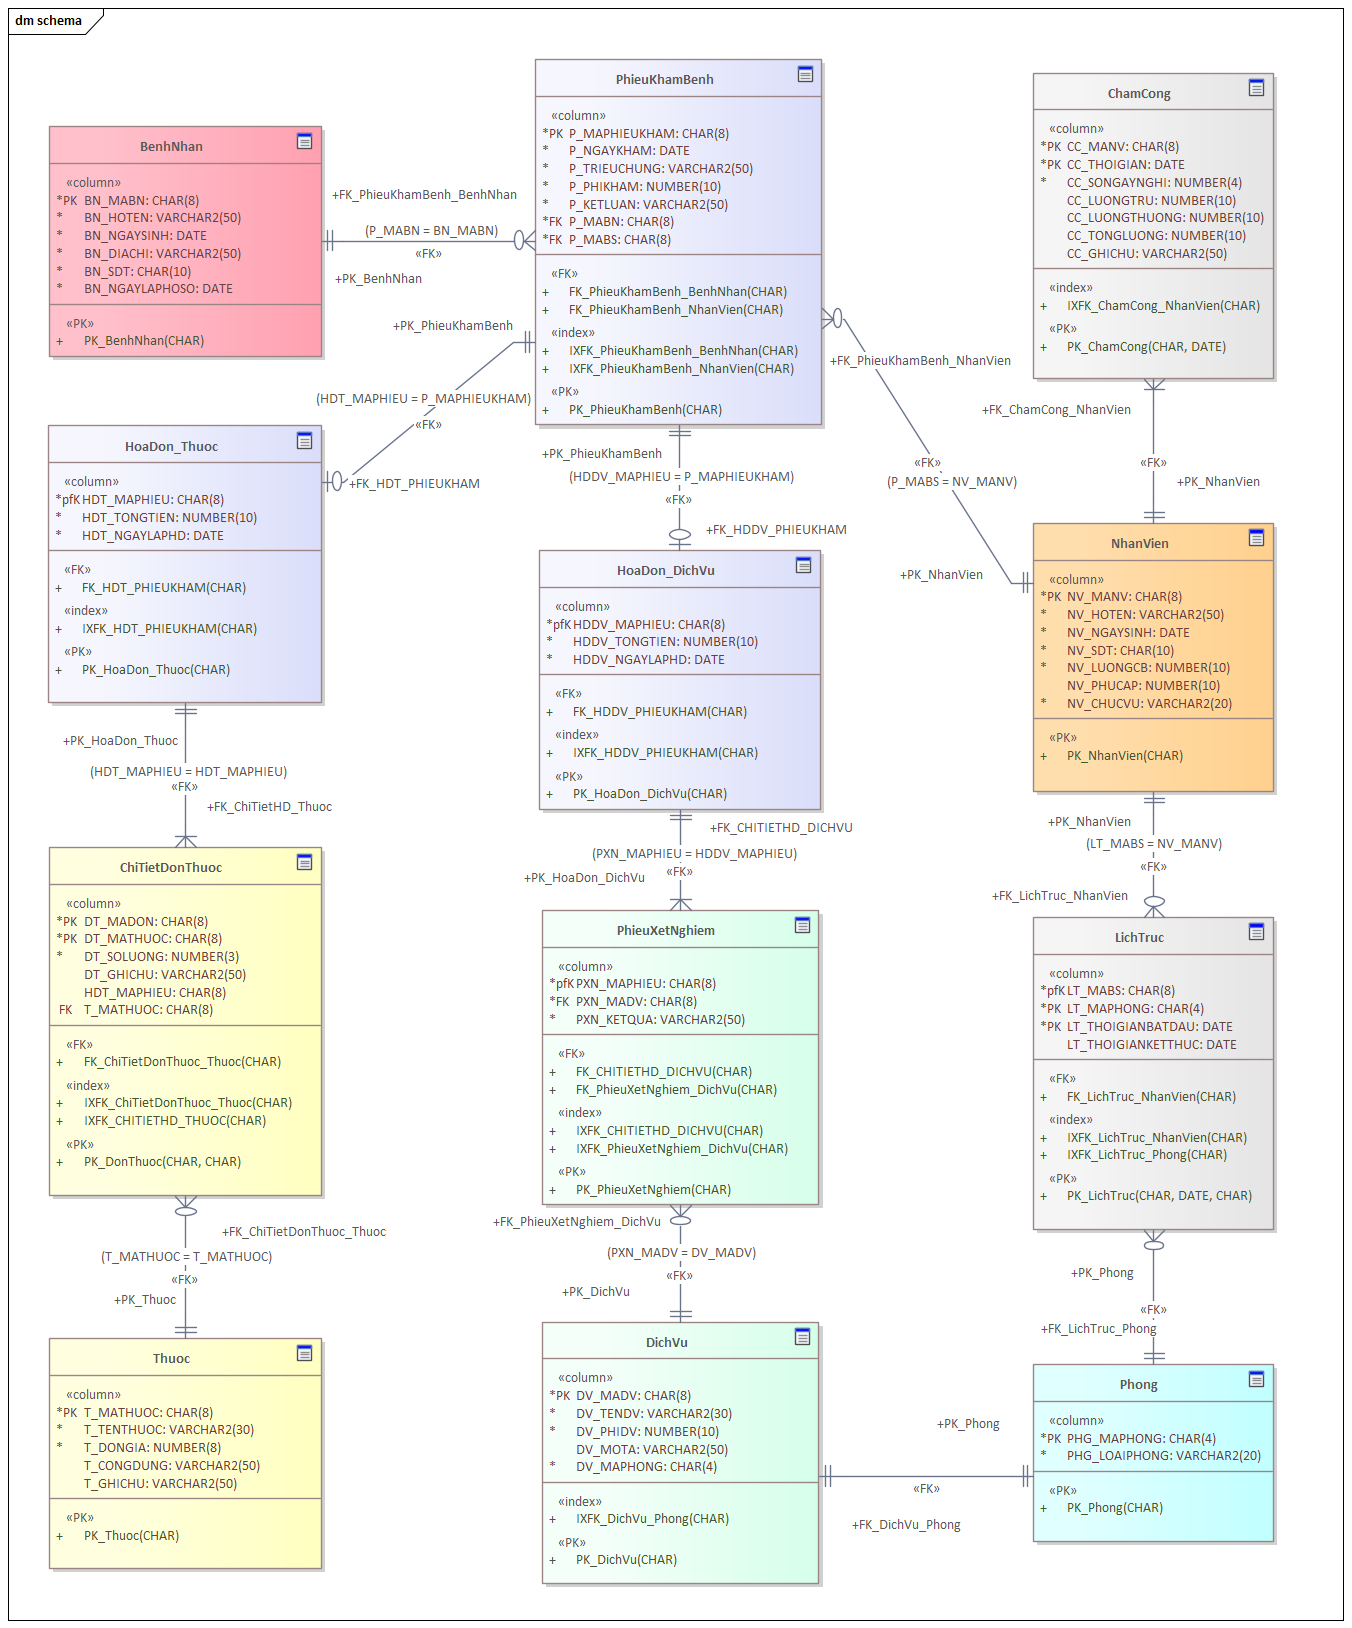 dm schema
BenhNhan
«column»
*PK BN_MABN: CHAR(8)
* BN_HOTEN: VARCHAR2(50)
* BN_NGAYSINH: DATE
* BN_DIACHI: VARCHAR2(50)
* BN_SDT: CHAR(10)
* BN_NGAYLAPHOSO: DATE
«PK»
+ PK_BenhNhan(CHAR)
+FK_PhieuKhamBenh_BenhNhan
(P_MABN = BN_MABN)
«FK»
+PK_BenhNhan
PhieuKhamBenh
«column»
*PK P_MAPHIEUKHAM: CHAR(8)
* P_NGAYKHAM: DATE
* P_TRIEUCHUNG: VARCHAR2(50)
* P_PHIKHAM: NUMBER(10)
* P_KETLUAN: VARCHAR2(50)
*FK P_MABN: CHAR(8)
*FK P_MABS: CHAR(8)
«FK»
+ FK_PhieuKhamBenh_BenhNhan(CHAR)
+ FK_PhieuKhamBenh_NhanVien(CHAR)
«index»
+ IXFK_PhieuKhamBenh_BenhNhan(CHAR)
+ IXFK_PhieuKhamBenh_NhanVien(CHAR)
«PK»
+ PK_PhieuKhamBenh(CHAR)
ChamCong
«column»
*PK CC_MANV: CHAR(8)
*PK CC_THOIGIAN: DATE
* CC_SONGAYNGHI: NUMBER(4)
CC_LUONGTRU: NUMBER(10)
CC_LUONGTHUONG: NUMBER(10)
CC_TONGLUONG: NUMBER(10)
CC_GHICHU: VARCHAR2(50)
«index»
+ IXFK_ChamCong_NhanVien(CHAR)
«PK»
+ PK_ChamCong(CHAR, DATE)
+PK_PhieuKhamBenh
(HDT_MAPHIEU = P_MAPHIEUKHAM)
«FK»
+FK_HDT_PHIEUKHAM
+FK_PhieuKhamBenh_NhanVien
«FK»
(P_MABS = NV_MANV)
+PK_NhanVien
+FK_ChamCong_NhanVien
«FK»
+PK_NhanVien
+PK_PhieuKhamBenh
(HDDV_MAPHIEU = P_MAPHIEUKHAM)
«FK»
+FK_HDDV_PHIEUKHAM
HoaDon_Thuoc
«column»
*pfK HDT_MAPHIEU: CHAR(8)
* HDT_TONGTIEN: NUMBER(10)
* HDT_NGAYLAPHD: DATE
«FK»
+ FK_HDT_PHIEUKHAM(CHAR)
«index»
+ IXFK_HDT_PHIEUKHAM(CHAR)
«PK»
+ PK_HoaDon_Thuoc(CHAR)
HoaDon_DichVu
«column»
*pfK HDDV_MAPHIEU: CHAR(8)
* HDDV_TONGTIEN: NUMBER(10)
* HDDV_NGAYLAPHD: DATE
«FK»
+ FK_HDDV_PHIEUKHAM(CHAR)
«index»
+ IXFK_HDDV_PHIEUKHAM(CHAR)
«PK»
+ PK_HoaDon_DichVu(CHAR)
NhanVien
«column»
*PK NV_MANV: CHAR(8)
* NV_HOTEN: VARCHAR2(50)
* NV_NGAYSINH: DATE
* NV_SDT: CHAR(10)
* NV_LUONGCB: NUMBER(10)
NV_PHUCAP: NUMBER(10)
* NV_CHUCVU: VARCHAR2(20)
«PK»
+ PK_NhanVien(CHAR)
+PK_HoaDon_Thuoc
(HDT_MAPHIEU = HDT_MAPHIEU)
«FK»
+FK_ChiTietHD_Thuoc
+FK_CHITIETHD_DICHVU
(PXN_MAPHIEU = HDDV_MAPHIEU)
«FK»
+PK_HoaDon_DichVu
+PK_NhanVien
(LT_MABS = NV_MANV)
«FK»
+FK_LichTruc_NhanVien
ChiTietDonThuoc
«column»
*PK DT_MADON: CHAR(8)
*PK DT_MATHUOC: CHAR(8)
* DT_SOLUONG: NUMBER(3)
DT_GHICHU: VARCHAR2(50)
HDT_MAPHIEU: CHAR(8)
FK T_MATHUOC: CHAR(8)
«FK»
+ FK_ChiTietDonThuoc_Thuoc(CHAR)
«index»
+ IXFK_ChiTietDonThuoc_Thuoc(CHAR)
+ IXFK_CHITIETHD_THUOC(CHAR)
«PK»
+ PK_DonThuoc(CHAR, CHAR)
PhieuXetNghiem
«column»
*pfK PXN_MAPHIEU: CHAR(8)
*FK PXN_MADV: CHAR(8)
* PXN_KETQUA: VARCHAR2(50)
«FK»
+ FK_CHITIETHD_DICHVU(CHAR)
+ FK_PhieuXetNghiem_DichVu(CHAR)
«index»
+ IXFK_CHITIETHD_DICHVU(CHAR)
+ IXFK_PhieuXetNghiem_DichVu(CHAR)
«PK»
+ PK_PhieuXetNghiem(CHAR)
LichTruc
«column»
*pfK LT_MABS: CHAR(8)
*PK LT_MAPHONG: CHAR(4)
*PK LT_THOIGIANBATDAU: DATE
LT_THOIGIANKETTHUC: DATE
«FK»
+ FK_LichTruc_NhanVien(CHAR)
«index»
+ IXFK_LichTruc_NhanVien(CHAR)
+ IXFK_LichTruc_Phong(CHAR)
«PK»
+ PK_LichTruc(CHAR, DATE, CHAR)
+FK_ChiTietDonThuoc_Thuoc
(T_MATHUOC = T_MATHUOC)
«FK»
+PK_Thuoc
+FK_PhieuXetNghiem_DichVu
(PXN_MADV = DV_MADV)
«FK»
+PK_DichVu
+PK_Phong
«FK»
+FK_LichTruc_Phong
Thuoc
«column»
*PK T_MATHUOC: CHAR(8)
* T_TENTHUOC: VARCHAR2(30)
* T_DONGIA: NUMBER(8)
T_CONGDUNG: VARCHAR2(50)
T_GHICHU: VARCHAR2(50)
«PK»
+ PK_Thuoc(CHAR)
DichVu
«column»
*PK DV_MADV: CHAR(8)
* DV_TENDV: VARCHAR2(30)
* DV_PHIDV: NUMBER(10)
DV_MOTA: VARCHAR2(50)
* DV_MAPHONG: CHAR(4)
«index»
+ IXFK_DichVu_Phong(CHAR)
«PK»
+ PK_DichVu(CHAR)
+PK_Phong
«FK»
+FK_DichVu_Phong
Phong
«column»
*PK PHG_MAPHONG: CHAR(4)
* PHG_LOAIPHONG: VARCHAR2(20)
«PK»
+ PK_Phong(CHAR)